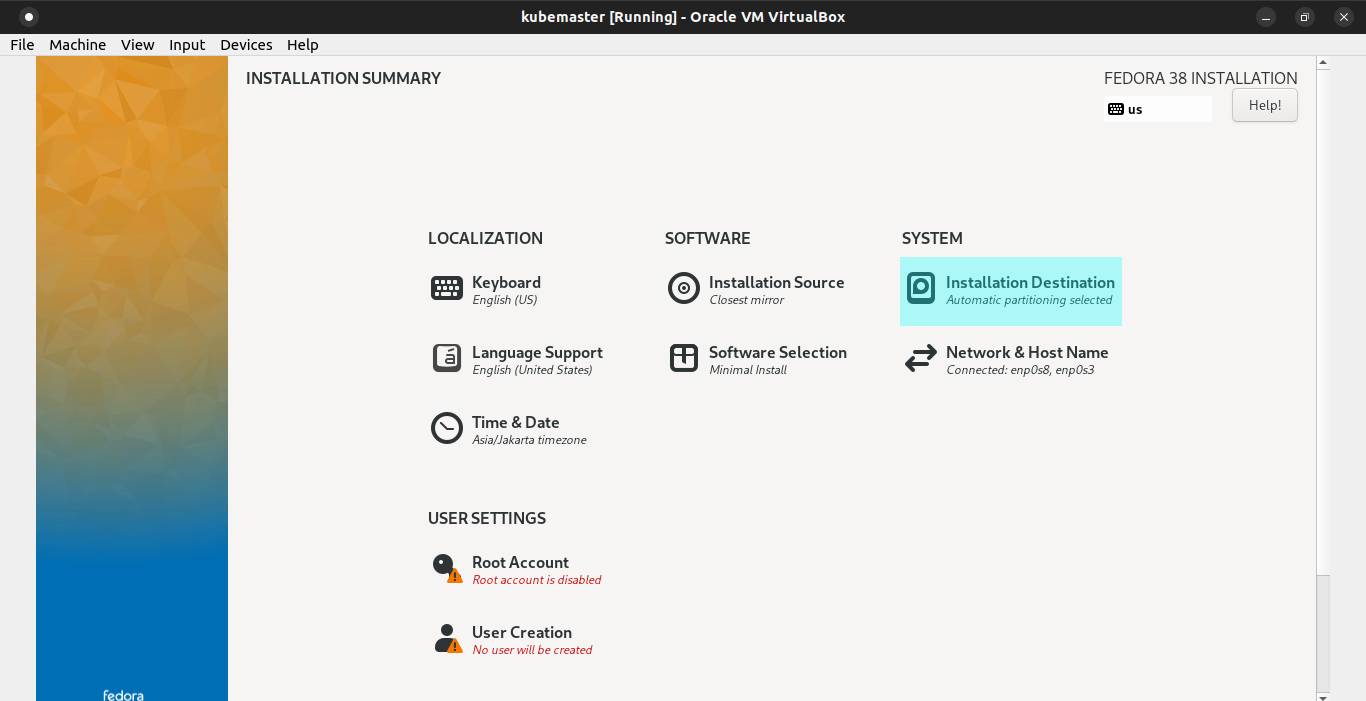 kubemaster [Running] - Oracle VM VirtualBox
File Machine View Input Devices Help
INSTALLATION SUMMARY
FEDORA 38 INSTALLATION
us
Help!
LOCALIZATION
Keyboard
English (US)
Language Support
English (United States)
Time & Date
Asia/Jakarta timezone
SOFTWARE
Installation Source
Closest mirror
Software Selection
Minimal Install
SYSTEM
Installation Destination
Automatic partitioning selected
Network & Host Name
Connected: enp0s8, enp0s3
USER SETTINGS
Root Account
Root account is disabled
User Creation
No user will be created
fedora